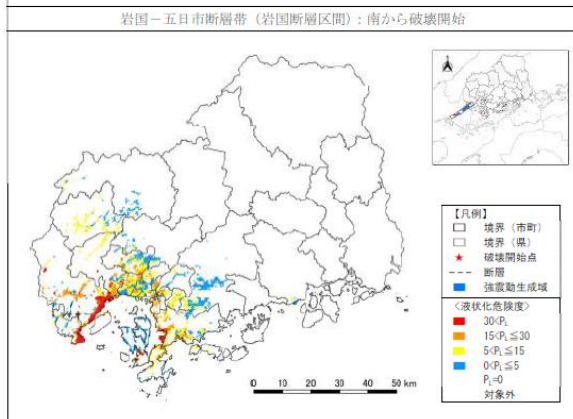 岩国－五日市断層帯（岩国断層区間）：南から破壊開始
N
【凡例】
境界（市町）
境界（県）
破壊開始点
断層
強震動生成域
<液状化危険度>
30<PL
15<PL≦30
5<PL≦15
0<PL≦5
PL=0
対象外
0 10 20 30 40 50 km